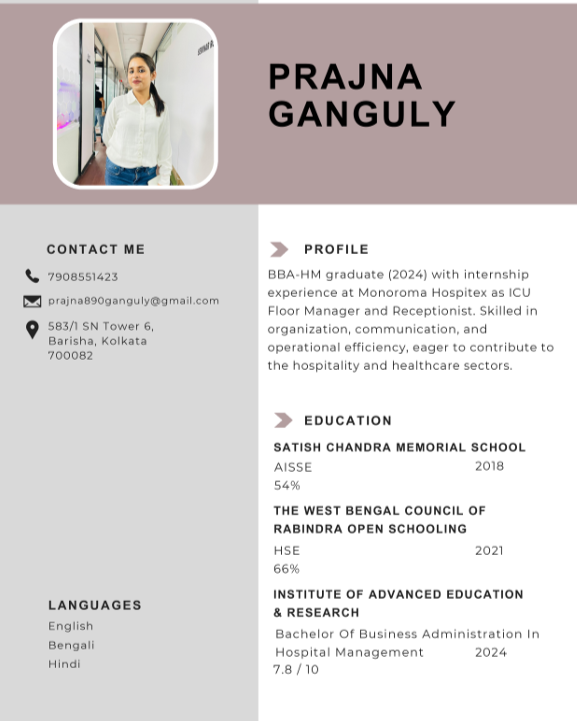 PRAJNA
GANGULY
CONTACT ME
7908551423
prajna890ganguly@gmail.com
583/1 SN Tower 6,
Barisha, Kolkata
700082
LANGUAGES
English
Bengali
Hindi
PROFILE
BBA-HM graduate (2024) with internship
experience at Monoroma Hospitex as ICU
Floor Manager and Receptionist. Skilled in
organization, communication, and
operational efficiency, eager to contribute to
the hospitality and healthcare sectors.
EDUCATION
SATISH CHANDRA MEMORIAL SCHOOL
AISSE 2018
54%
THE WEST BENGAL COUNCIL OF
RABINDRA OPEN SCHOOLING
HSE 2021
66%
INSTITUTE OF ADVANCED EDUCATION
& RESEARCH
Bachelor Of Business Administration In
Hospital Management 2024
7.8 / 10